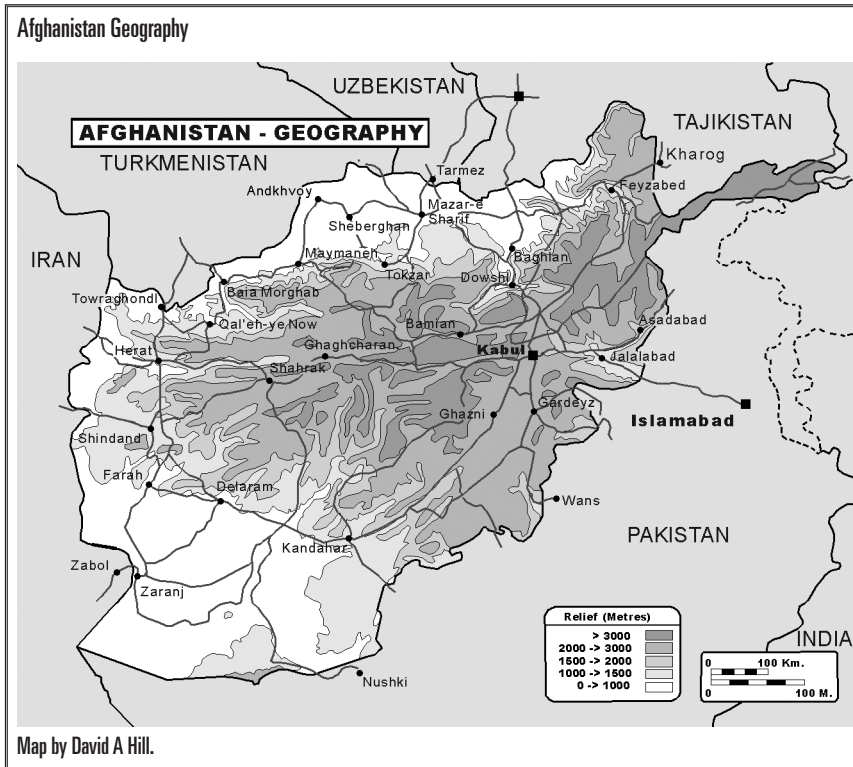 Afghanistan Geography
UZBEKISTAN
AFGHANISTAN - GEOGRAPHY
TAJIKISTAN
TURKMENISTAN
Kharog
Tarmez
Andkhvoy
Feyzabed
Mazar-e
Sharif
Sheberghan
IRAN
Maymaneh
Baghlan
Tokzar
Dowshi
Baia Morghab
Towraghondl
Qal'eh-ye Now
Bamian
Asadabad
Herat
Ghaghcharan
Kabul
Jalalabad
Shahrak
Ghazni
Gardeyz
Islamabad
Shindand
Farah
Delaram
Wans
Kandahar
PAKISTAN
Zabol
Zaranj
Relief (Metres)
> 3000
2000 -> 3000
1500 -> 2000
1000 -> 1500
0 -> 1000
INDIA
0 100 Km.
0 100 M.
Nushki
Map by David A Hill.